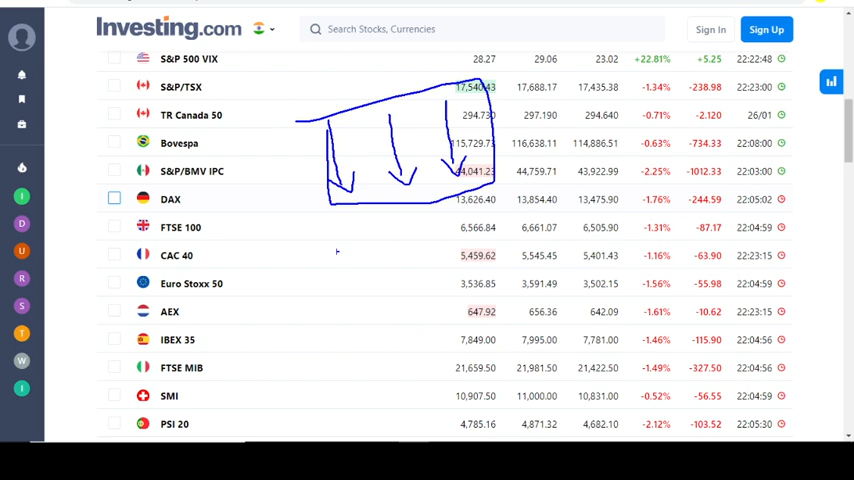 Investing.com Search Stocks, Currencies Sign In Sign Up
S&P 500 VIX 28.27 29.06 23.02 +22.81% +5.25 22:22:48
S&P/TSX 17,540.43 17,688.17 17,435.38 -1.34% -238.98 22:23:00
TR Canada 50 294.730 297.190 294.640 -0.71% -2.120 26/01
Bovespa 115,729.73 116,638.11 114,886.51 -0.63% -734.33 22:08:00
S&P/BMV IPC 44,041.23 44,759.71 43,922.99 -2.25% -1012.33 22:03:00
DAX 13,626.40 13,854.40 13,475.90 -1.76% -244.59 22:05:02
FTSE 100 6,566.84 6,661.07 6,505.90 -1.31% -87.17 22:04:59
CAC 40 5,459.62 5,545.45 5,401.43 -1.16% -63.90 22:23:15
Euro Stoxx 50 3,536.85 3,591.49 3,502.15 -1.56% -55.98 22:04:59
AEX 647.92 656.36 642.09 -1.61% -10.62 22:23:15
IBEX 35 7,849.00 7,995.00 7,781.00 -1.46% -115.90 22:04:56
FTSE MIB 21,659.50 21,981.50 21,422.50 -1.49% -327.50 22:04:56
SMI 10,907.50 11,000.00 10,831.00 -0.52% -56.55 22:04:59
PSI 20 4,785.16 4,871.32 4,682.10 -2.12% -103.52 22:05:30
I
D
U
R
S
T
W
I